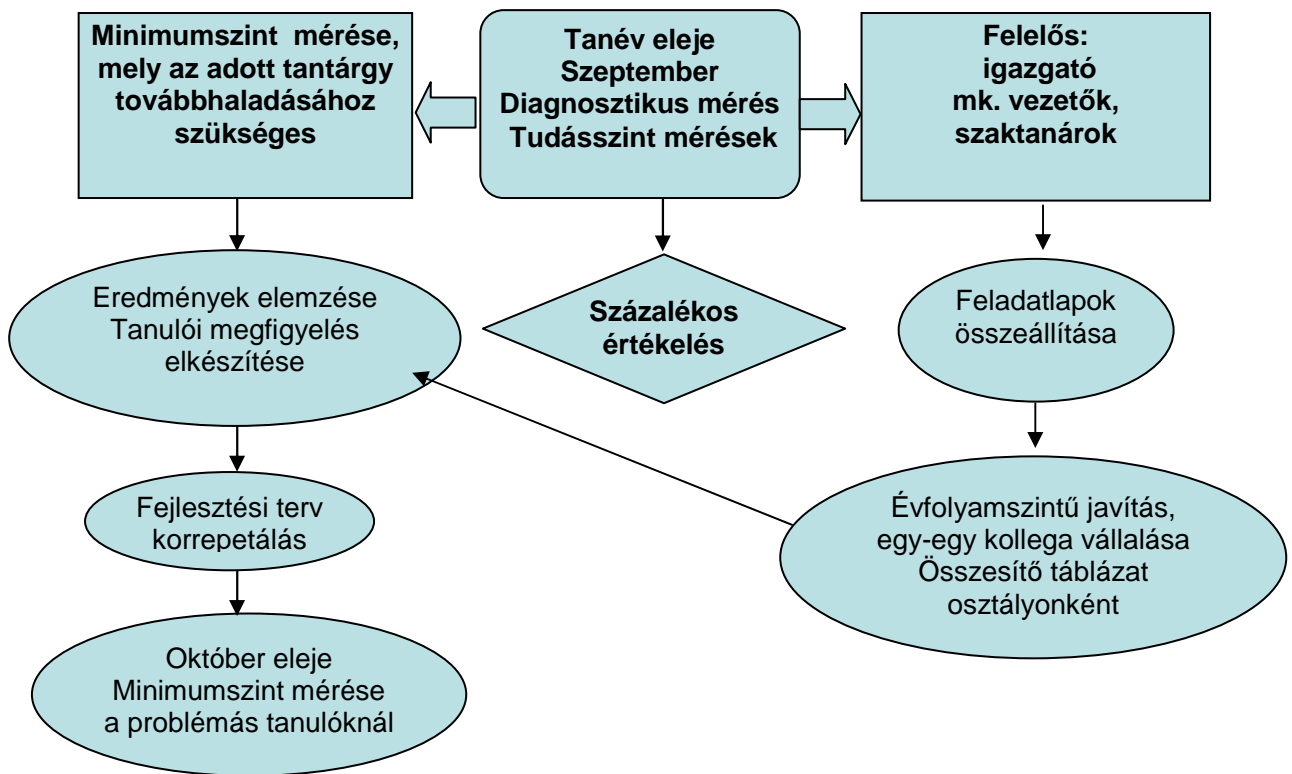 Minimumszint mérése,
mely az adott tantárgy
továbbhaladásához
szükséges
Tanév eleje
Szeptember
Diagnosztikus mérés
Tudásszint mérések
Felelős:
igazgató
mk. vezetők,
szaktanárok
Eredmények elemzése
Tanulói megfigyelés
elkészítése
Százalékos
értékelés
Feladatlapok
összeállítása
Fejlesztési terv
korrepetálás
Évfolyamszintű javítás,
egy-egy kollega vállalása
Összesítő táblázat
osztályonként
Október eleje
Minimumszint mérése
a problémás tanulóknál